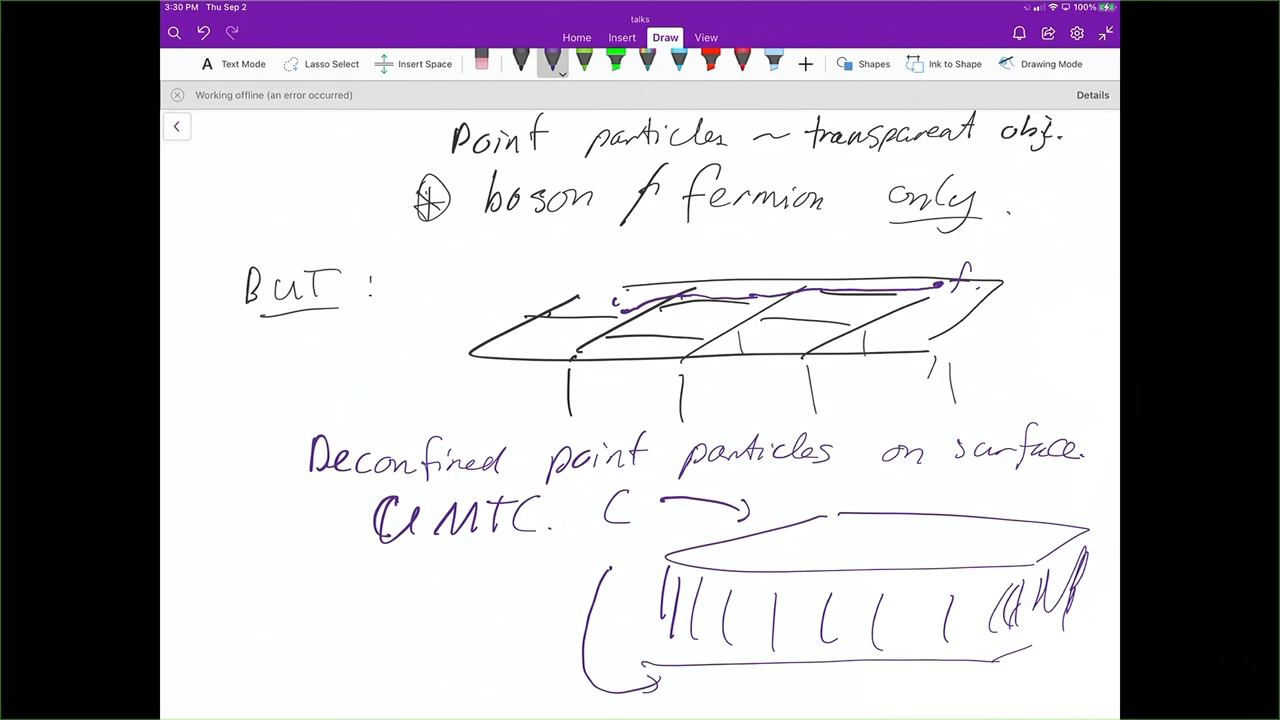 3:30 PM Thu Sep 2
100%
talks
Home Insert Draw View
Text Mode Lasso Select Insert Space Shapes Ink to Shape Drawing Mode
Working offline (an error occurred) Details
Point particles ~ transparent obj.
boson / fermion only.
BUT :
f.
Deconfined point particles on surface.
UMTC. C